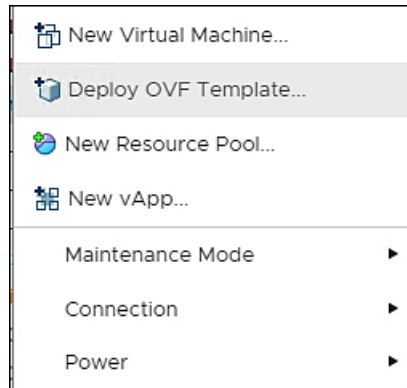 New Virtual Machine...
Deploy OVF Template...
New Resource Pool...
New vApp...
Maintenance Mode
Connection
Power